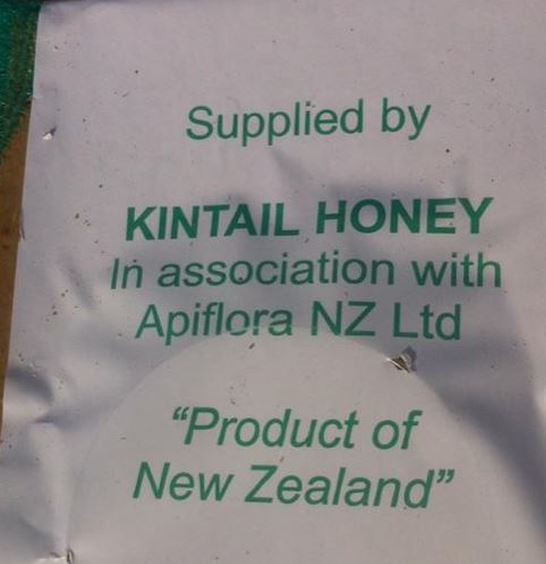 Supplied by
KINTAIL HONEY
In association with
Apiflora NZ Ltd
“Product of
New Zealand”